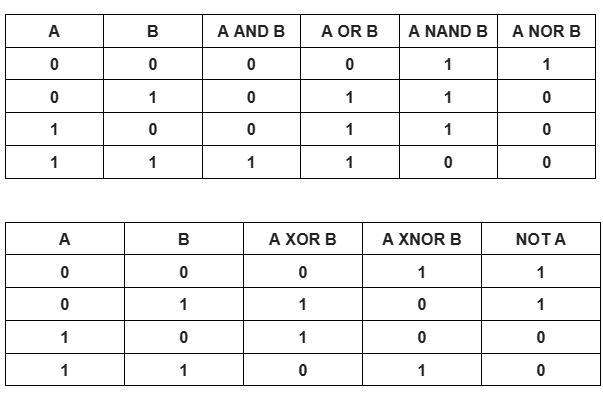 A B A AND B A OR B A NAND B A NOR B
0 0 0 0 1 1
0 1 0 1 1 0
1 0 0 1 1 0
1 1 1 1 0 0
A B A XOR B A XNOR B NOT A
0 0 0 1 1
0 1 1 0 1
1 0 1 0 0
1 1 0 1 0